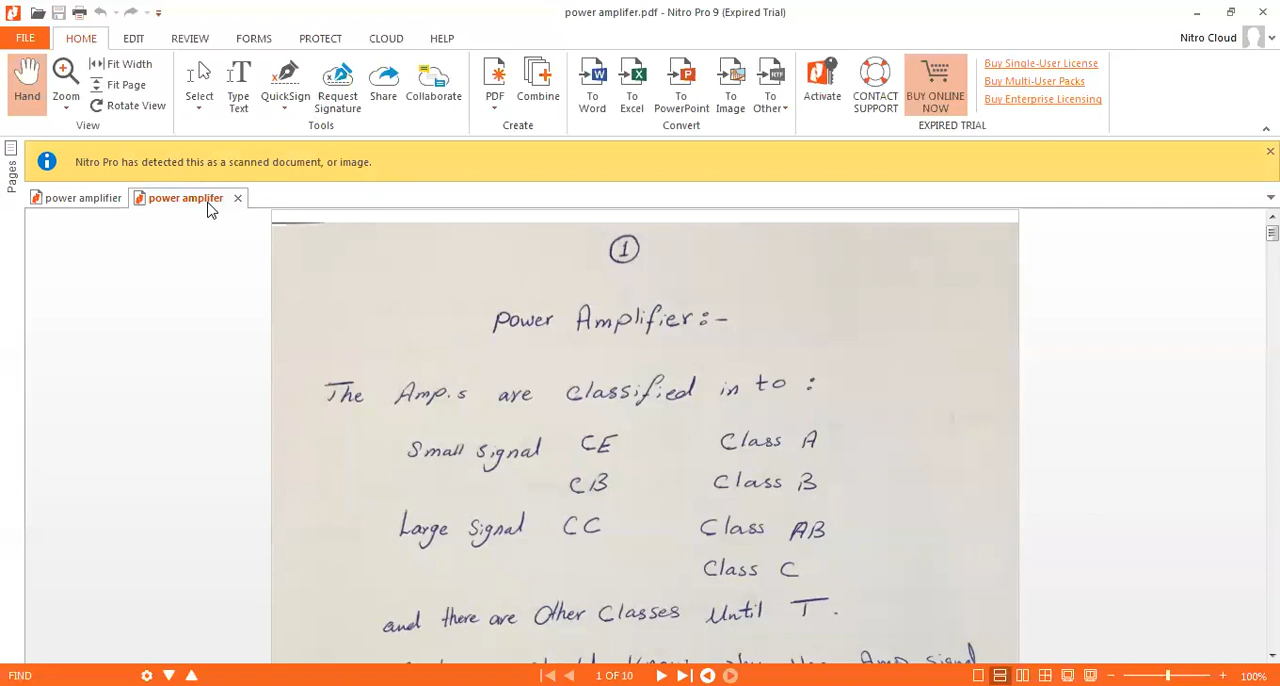 power amplifer.pdf - Nitro Pro 9 (Expired Trial)
FILE HOME EDIT REVIEW FORMS PROTECT CLOUD HELP Nitro Cloud
Hand Zoom Fit Width Fit Page Rotate View Select Type Text QuickSign Request Signature Share Collaborate PDF Combine To Word To Excel To PowerPoint To Image To Other Activate CONTACT SUPPORT BUY ONLINE NOW
Buy Single-User License
Buy Multi-User Packs
Buy Enterprise Licensing
View Tools Create Convert EXPIRED TRIAL
Pages
Nitro Pro has detected this as a scanned document, or image.
power amplifier power amplifer
1
Power Amplifier:-
The Amp.s are classified in to :
Small signal CE Class A
CB Class B
Large signal CC Class AB
Class C
and there are Other Classes Until T.
Amp signal
FIND 1 OF 10 100%